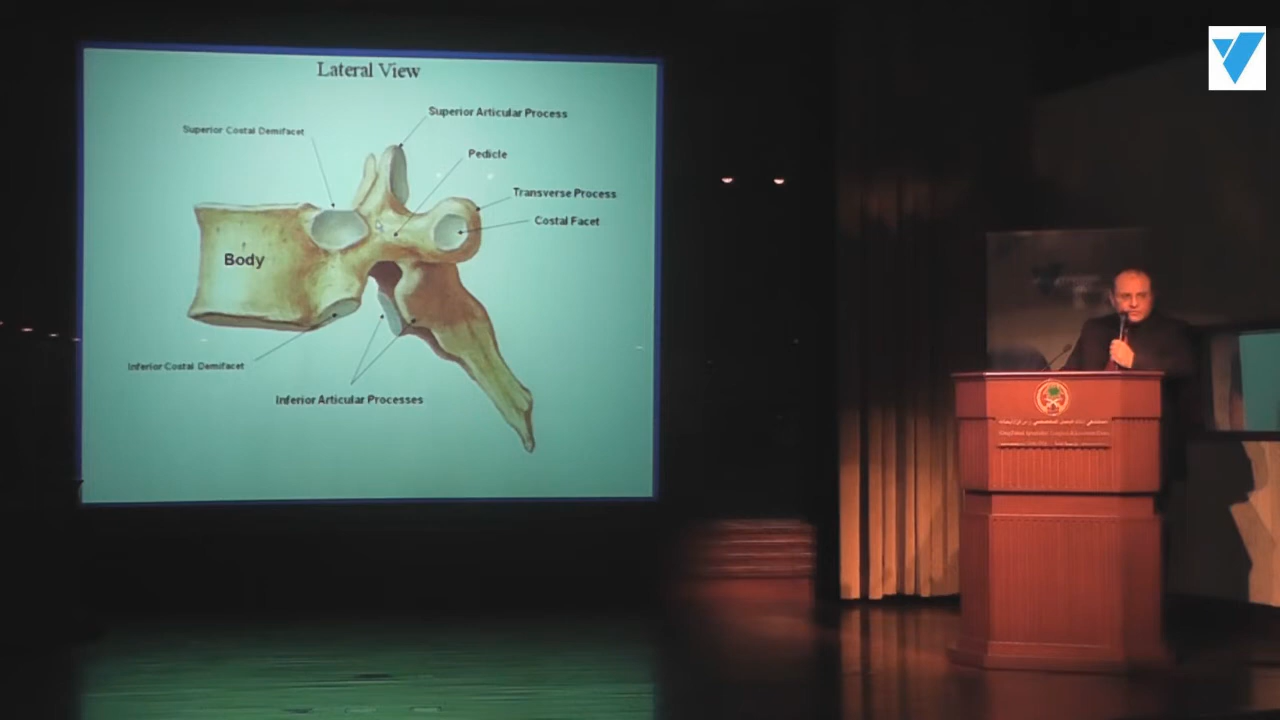 Lateral View
Superior Articular Process
Superior Costal Demifacet
Pedicle
Transverse Process
Costal Facet
Body
Inferior Costal Demifacet
Inferior Articular Processes